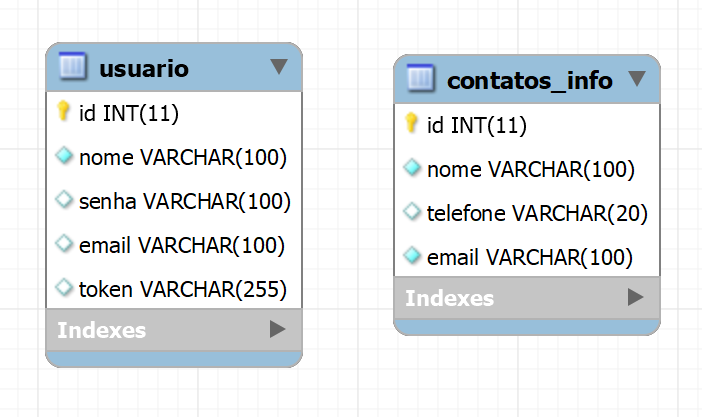 usuario
id INT(11)
nome VARCHAR(100)
senha VARCHAR(100)
email VARCHAR(100)
token VARCHAR(255)
Indexes
contatos_info
id INT(11)
nome VARCHAR(100)
telefone VARCHAR(20)
email VARCHAR(100)
Indexes